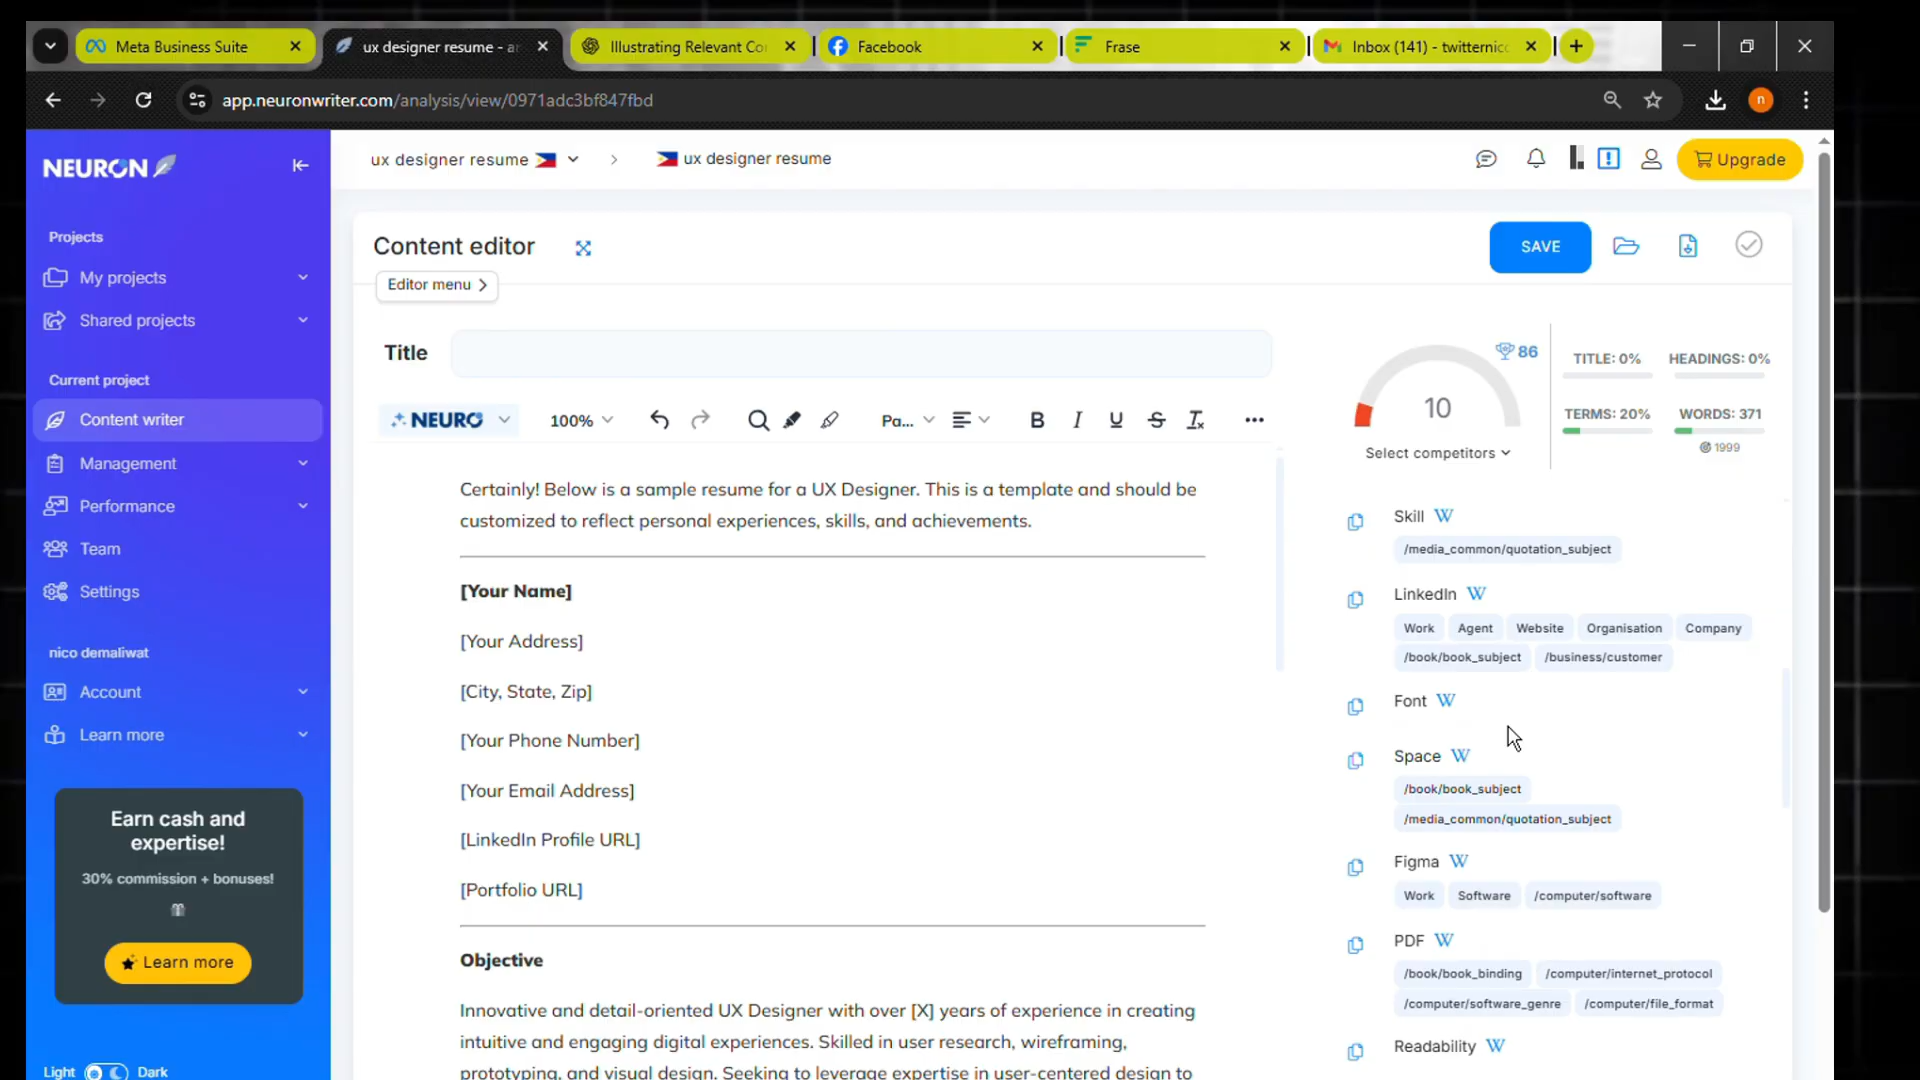 Meta Business Suite
ux designer resume - a
Illustrating Relevant Co
Facebook
Frase
Inbox (141) - twitternic
app.neuronwriter.com/analysis/view/0971adc3bf847fbd
n
NEURON
ux designer resume
ux designer resume
Upgrade
Projects
My projects
Shared projects
Current project
Content writer
Management
Performance
Team
Settings
nico demaliwat
Account
Learn more
Earn cash and
expertise!
30% commission + bonuses!
Learn more
Light
Dark
Content editor
SAVE
Editor menu
Title
NEURO
100%
Pa...
B I U S
Certainly! Below is a sample resume for a UX Designer. This is a template and should be
customized to reflect personal experiences, skills, and achievements.
[Your Name]
[Your Address]
[City, State, Zip]
[Your Phone Number]
[Your Email Address]
[LinkedIn Profile URL]
[Portfolio URL]
Objective
Innovative and detail-oriented UX Designer with over [X] years of experience in creating
intuitive and engaging digital experiences. Skilled in user research, wireframing,
prototyping, and visual design. Seeking to leverage expertise in user-centered design to
86
10
Select competitors
TITLE: 0%
HEADINGS: 0%
TERMS: 20%
WORDS: 371
1999
Skill W
/media_common/quotation_subject
LinkedIn W
Work Agent Website Organisation Company
/book/book_subject /business/customer
Font W
Space W
/book/book_subject
/media_common/quotation_subject
Figma W
Work Software /computer/software
PDF W
/book/book_binding /computer/internet_protocol
/computer/software_genre /computer/file_format
Readability W